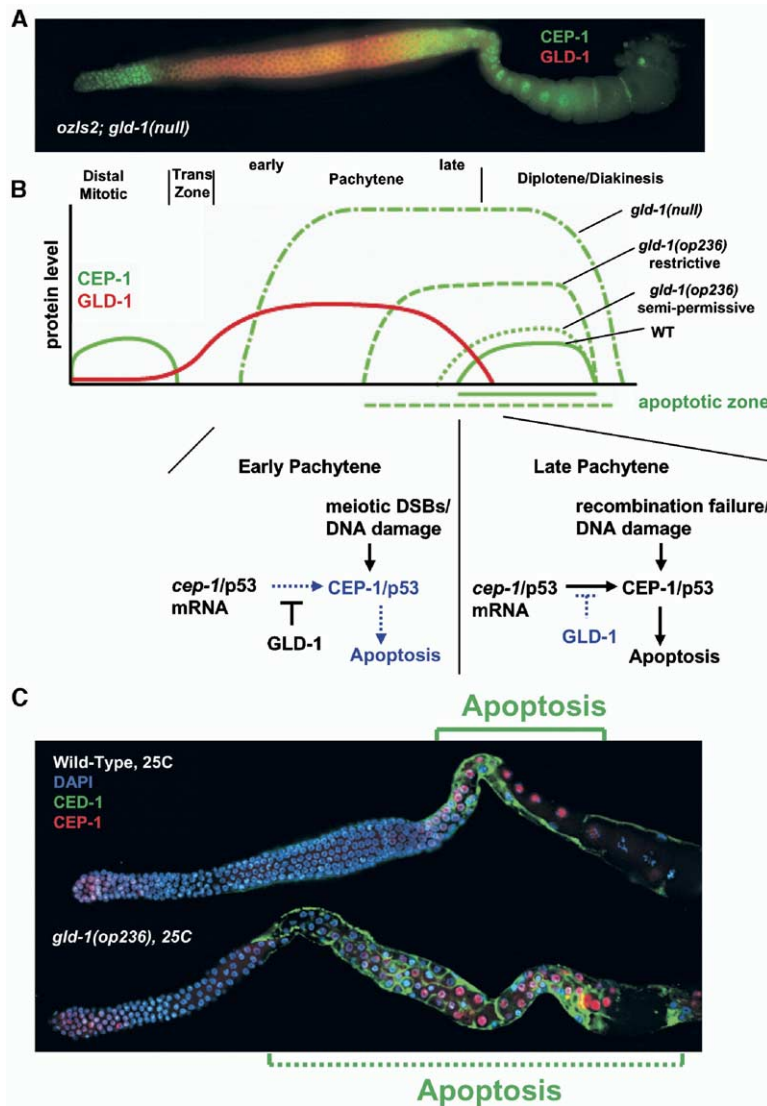 A
CEP-1
GLD-1
ozIs2; gld-1(null)
B
Distal
Mitotic
Trans
Zone
early
Pachytene
late
Diplotene/Diakinesis
protein level
CEP-1
GLD-1
gld-1(null)
gld-1(op236)
restrictive
gld-1(op236)
semi-permissive
WT
apoptotic zone
Early Pachytene
meiotic DSBs/
DNA damage
cep-1/p53
mRNA
CEP-1/p53
GLD-1
Apoptosis
Late Pachytene
recombination failure/
DNA damage
cep-1/p53
mRNA
CEP-1/p53
GLD-1
Apoptosis
C
Apoptosis
Wild-Type, 25C
DAPI
CED-1
CEP-1
gld-1(op236), 25C
Apoptosis